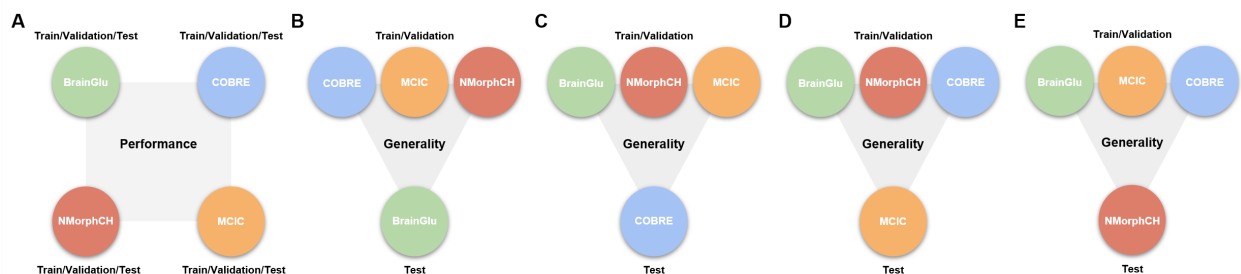 A
Train/Validation/Test
Train/Validation/Test
BrainGlu
COBRE
Performance
NMorphCH
MCIC
Train/Validation/Test
Train/Validation/Test
B
Train/Validation
COBRE
MCIC
NMorphCH
Generality
BrainGlu
Test
C
Train/Validation
BrainGlu
NMorphCH
MCIC
Generality
COBRE
Test
D
Train/Validation
BrainGlu
NMorphCH
COBRE
Generality
MCIC
Test
E
Train/Validation
BrainGlu
MCIC
COBRE
Generality
NMorphCH
Test